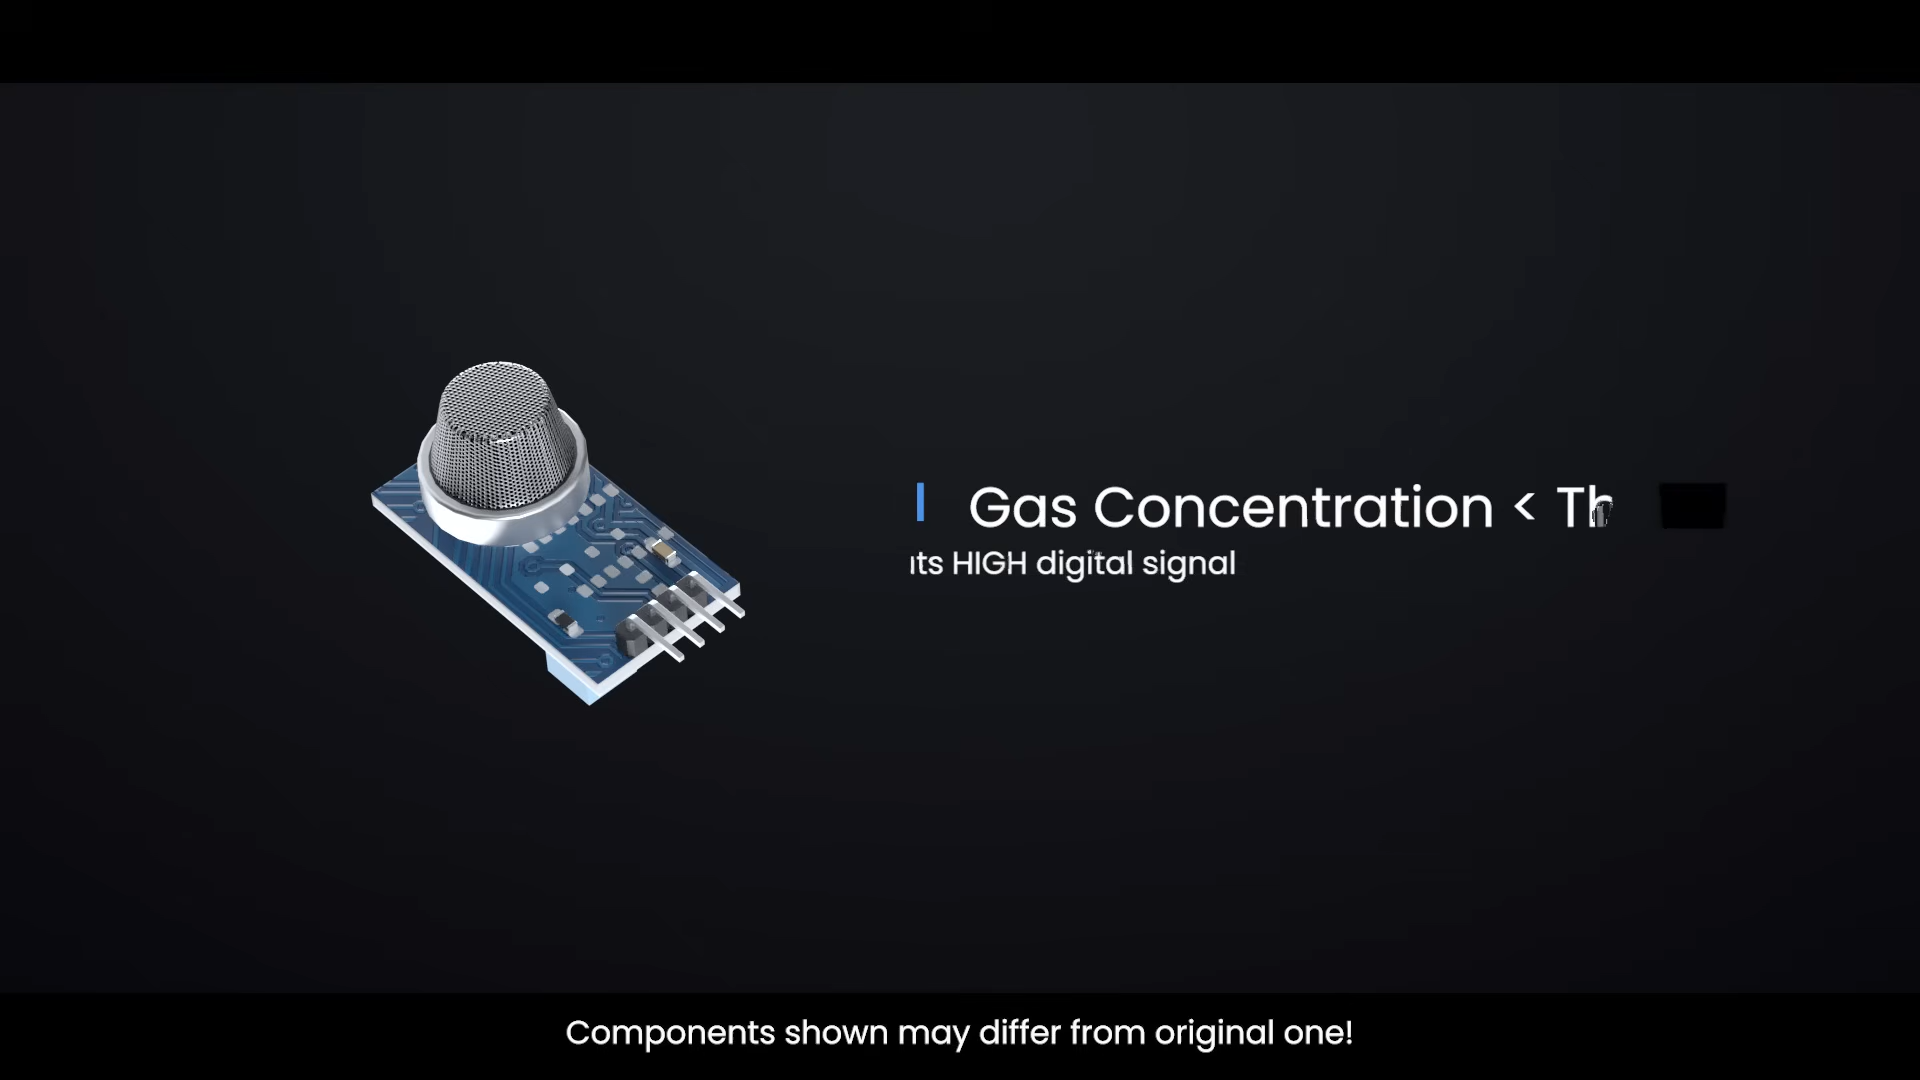 Gas Concentration < Th
its HIGH digital signal
Components shown may differ from original one!